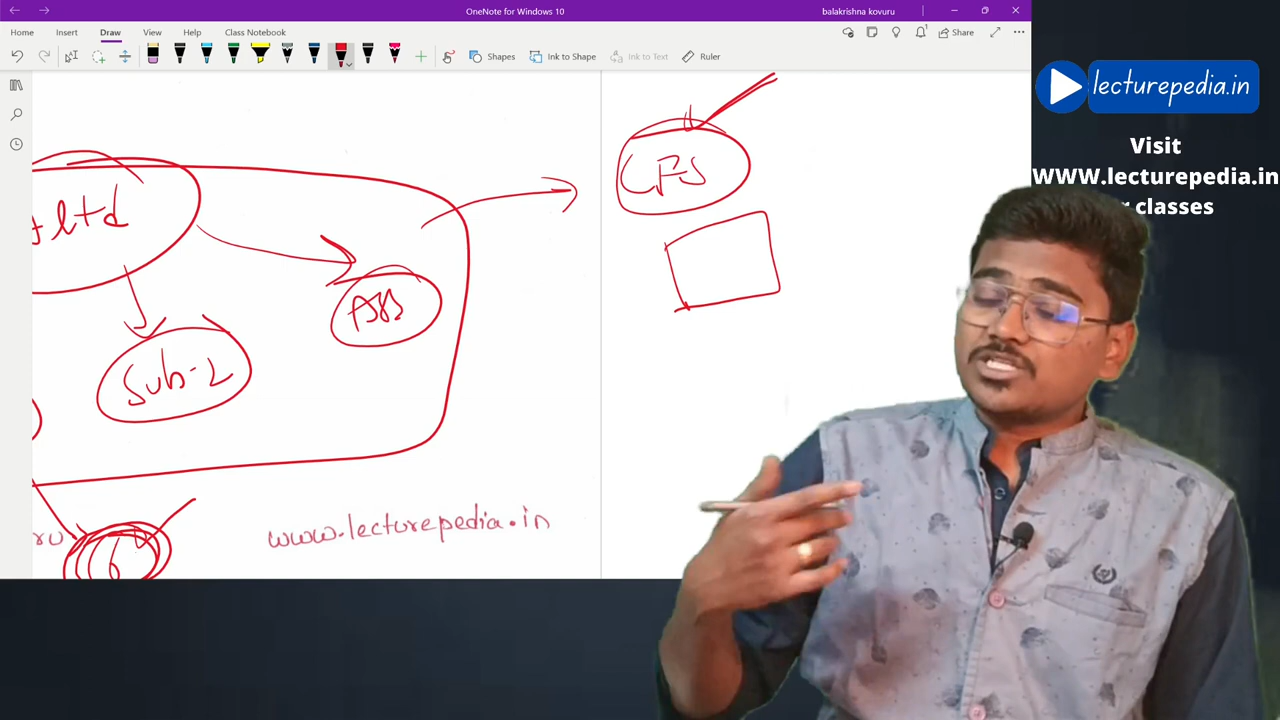 OneNote for Windows 10
balakrishna kovuru
Home Insert Draw View Help Class Notebook
Share
Shapes
Ink to Shape
Ink to Text
Ruler
lecturepedia.in
Visit
WWW.lecturepedia.in
classes
CFS
ltd
Sub-2
6
www.lecturepedia.in